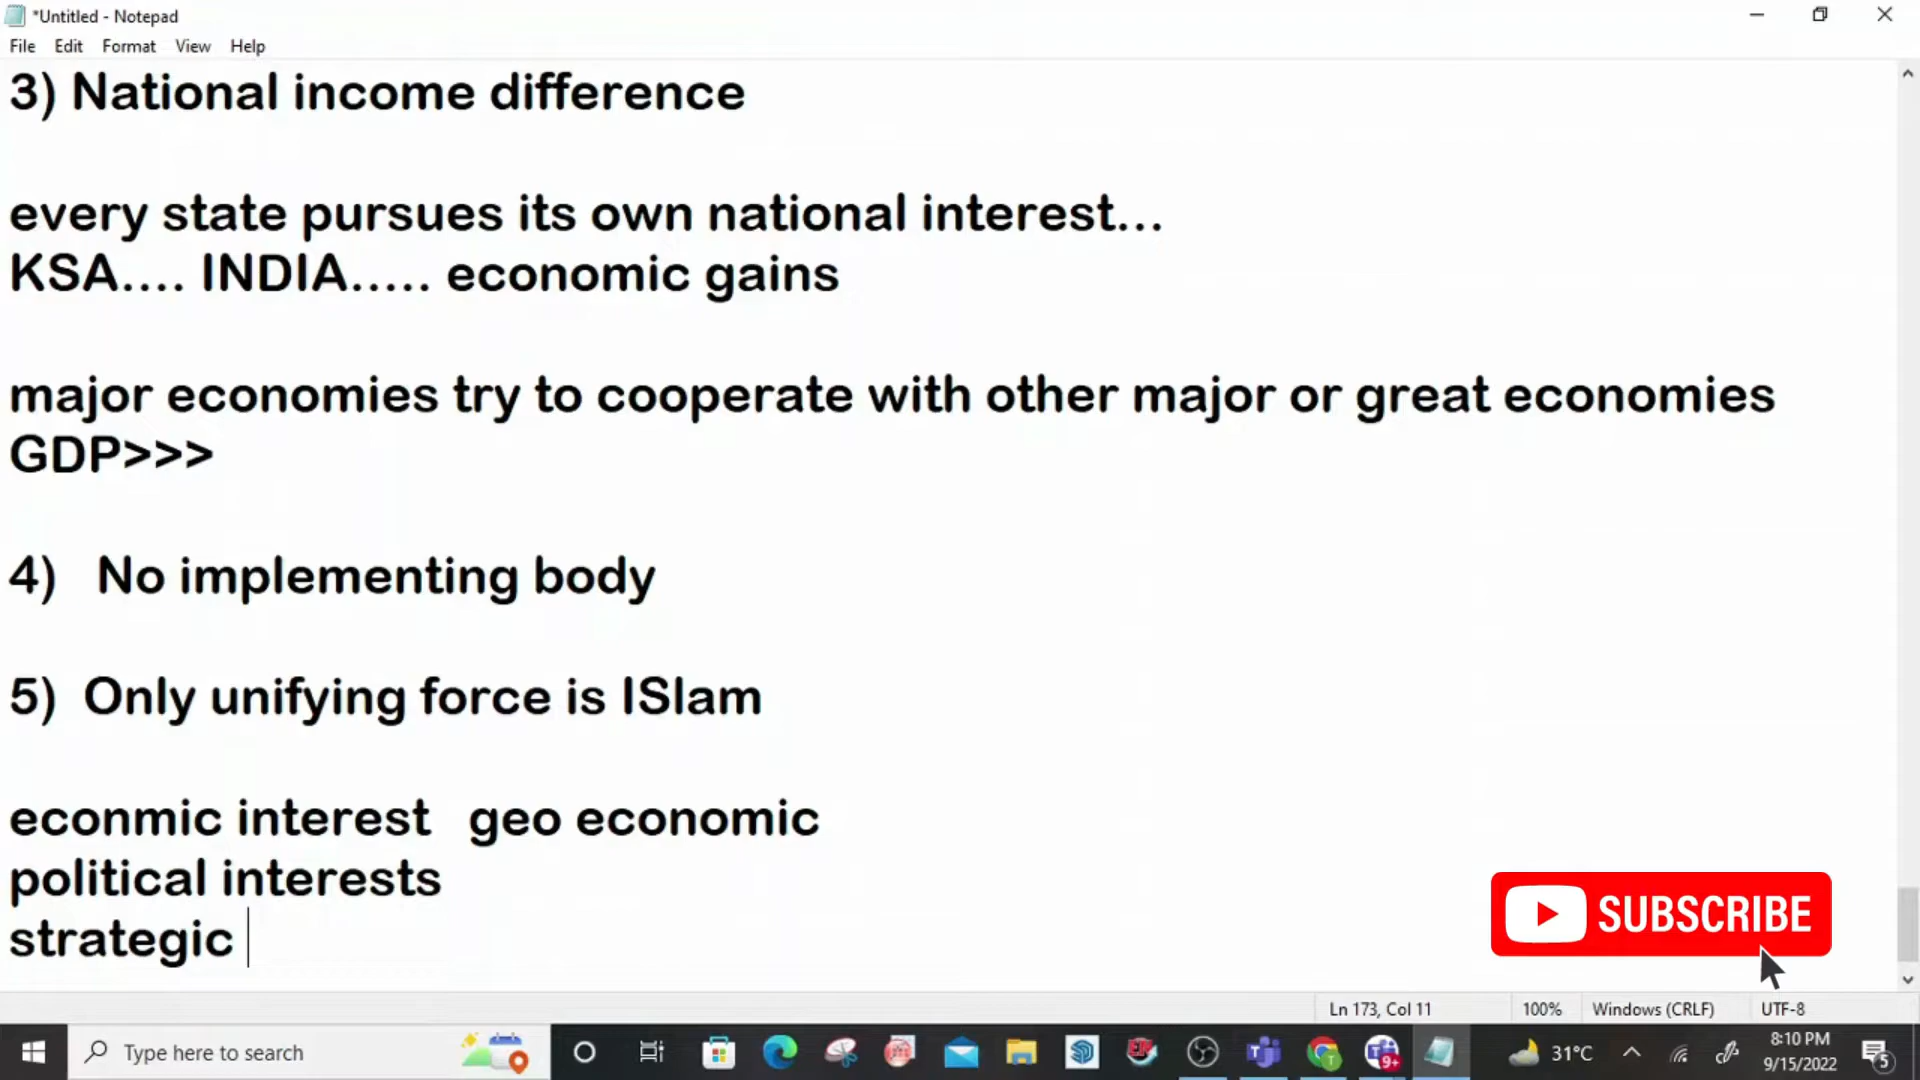 *Untitled - Notepad
File Edit Format View Help
3) National income difference
every state pursues its own national interest...
KSA.... INDIA..... economic gains
major economies try to cooperate with other major or great economies
GDP>>>
4) No implementing body
5) Only unifying force is ISlam
econmic interest geo economic
political interests
strategic
SUBSCRIBE
Ln 173, Col 11 100% Windows (CRLF) UTF-8
Type here to search
9+
31°C
8:10 PM
9/15/2022
5